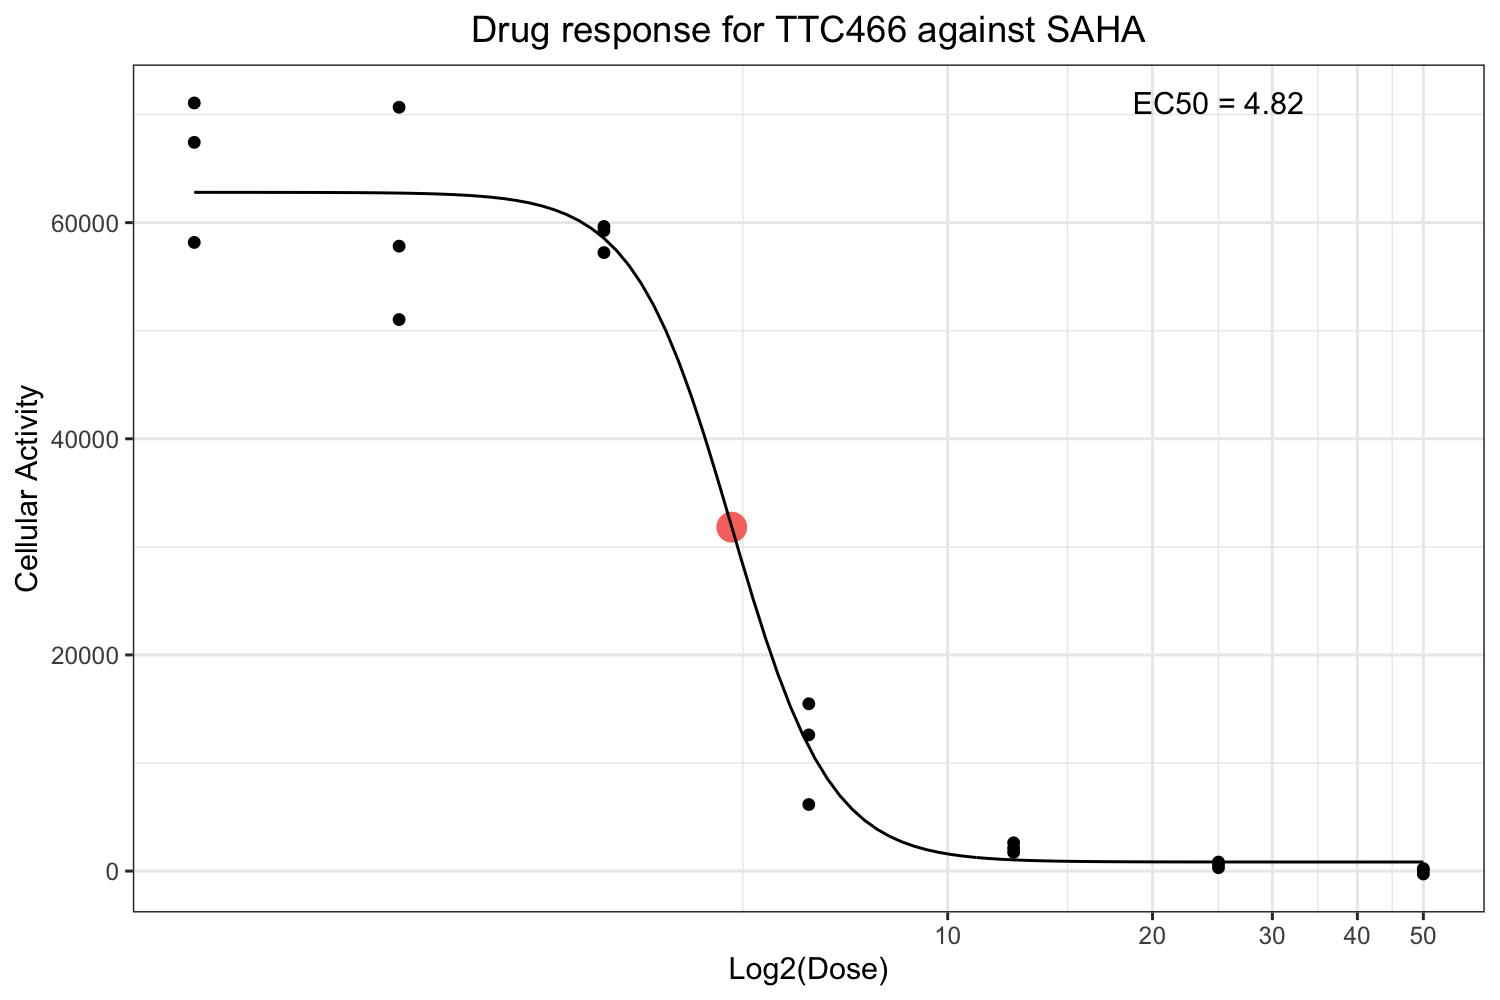 Drug response for TTC466 against SAHA
EC50 = 4.82
Cellular Activity
60000
40000
20000
0
10 20 30 40 50
Log2(Dose)